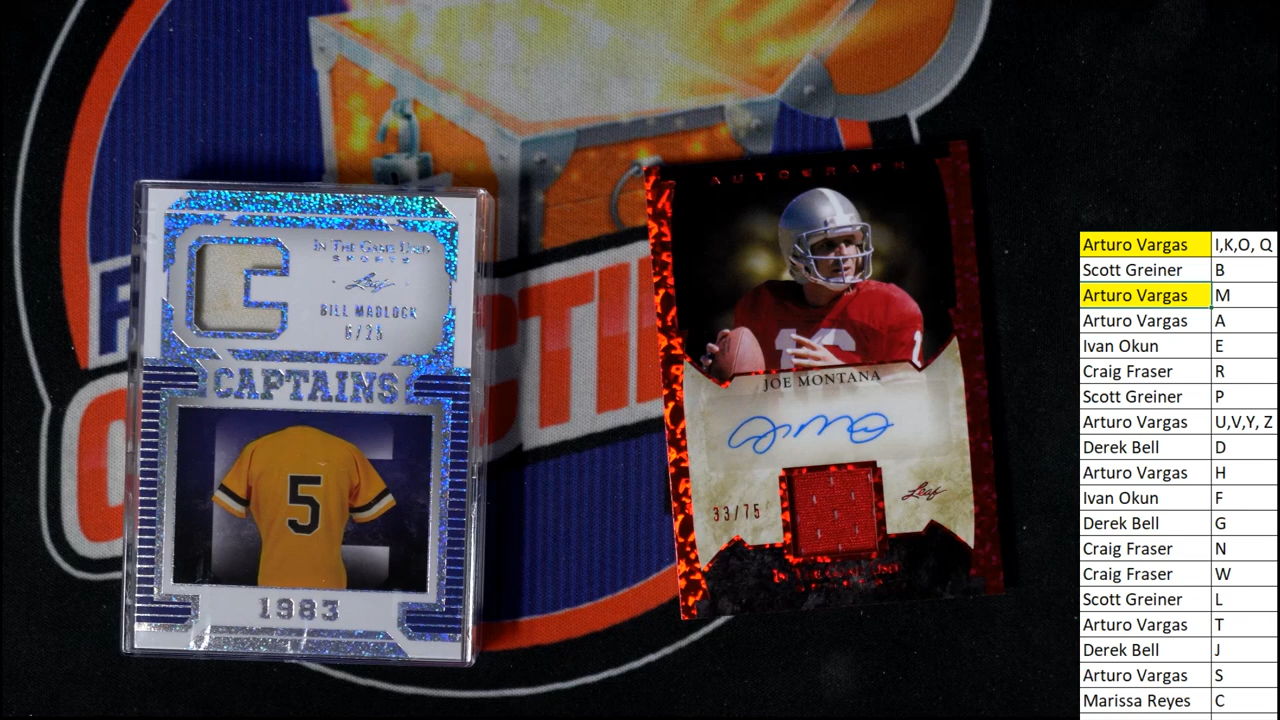 IN THE GAME USED
SPORTS
Leaf
BILL MADLOCK
6/25
CAPTAINS
5
1983
AUTOGRAPH
JOE MONTANA
33/75
Leaf
Arturo Vargas I,K,O, Q
Scott Greiner B
Arturo Vargas M
Arturo Vargas A
Ivan Okun E
Craig Fraser R
Scott Greiner P
Arturo Vargas U,V,Y, Z
Derek Bell D
Arturo Vargas H
Ivan Okun F
Derek Bell G
Craig Fraser N
Craig Fraser W
Scott Greiner L
Arturo Vargas T
Derek Bell J
Arturo Vargas S
Marissa Reyes C